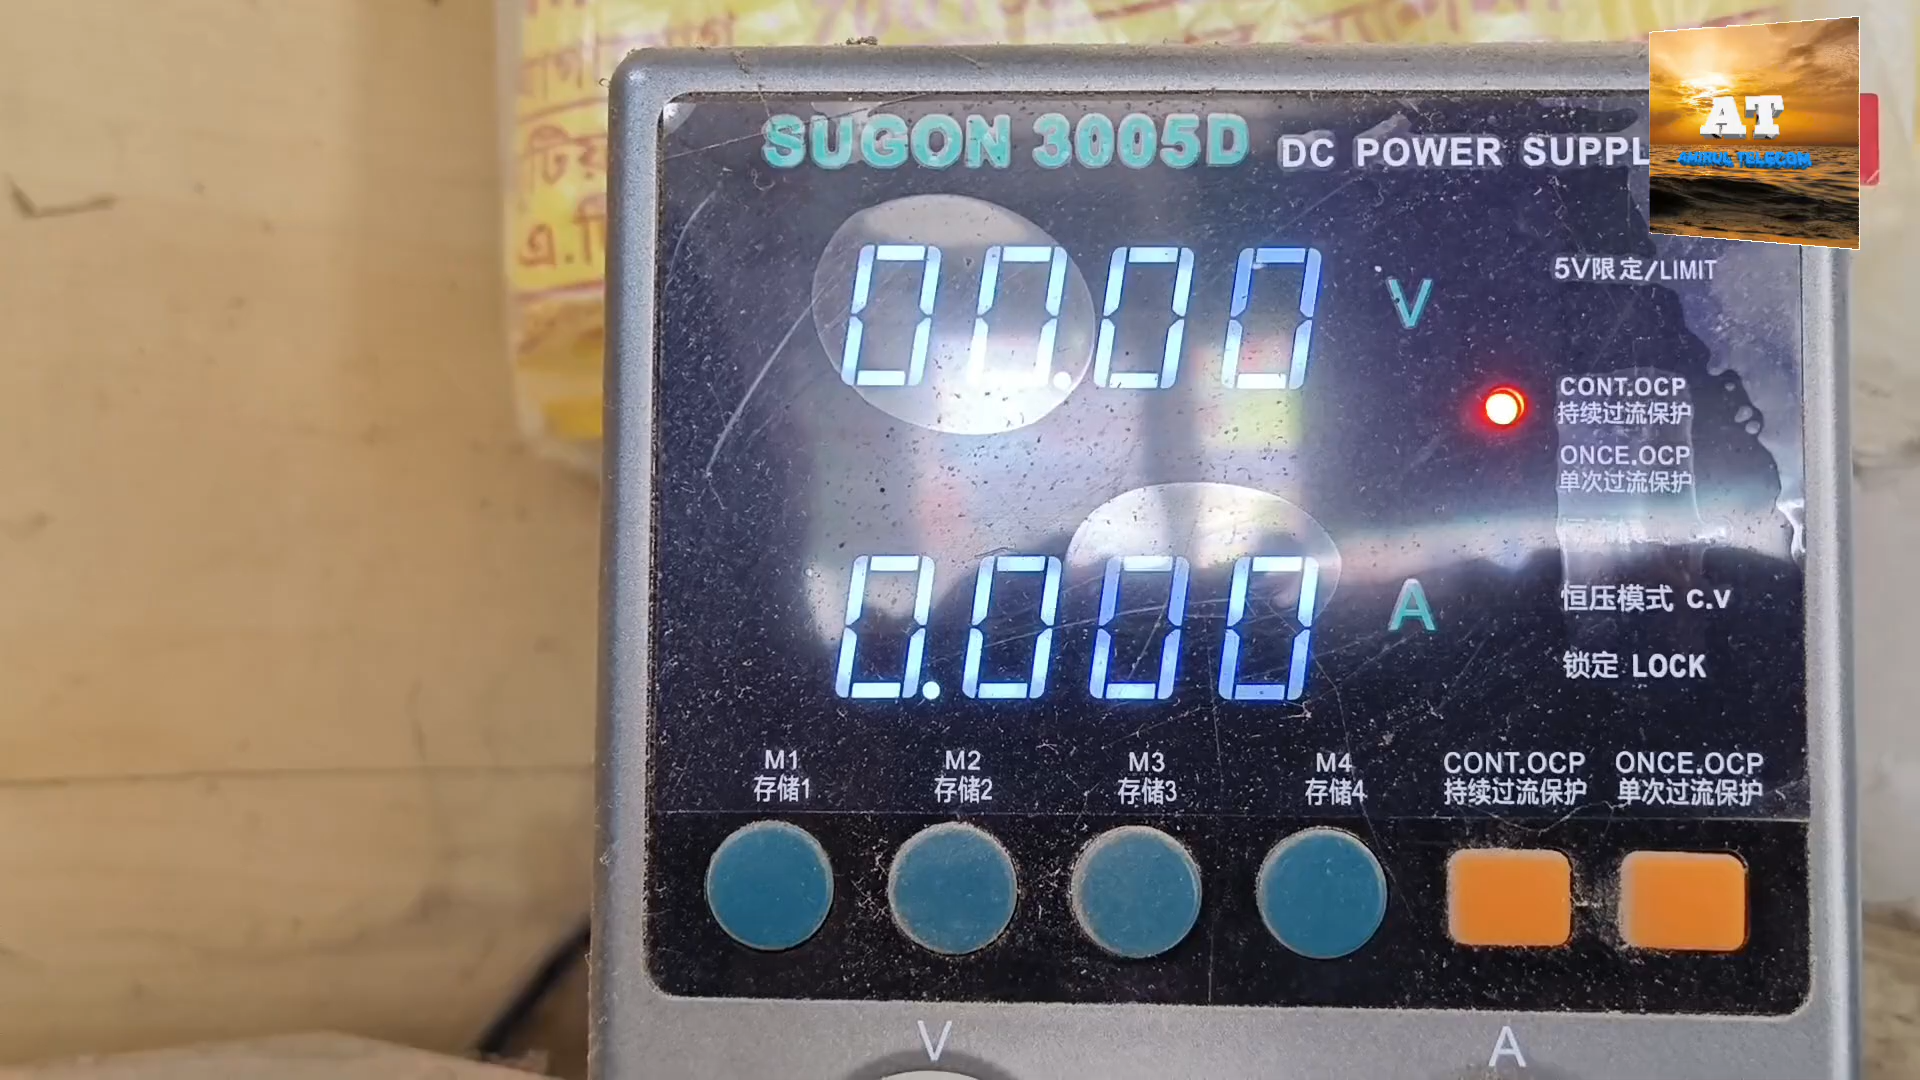 SUGON 3005D DC POWER SUPPL
AT
AMIRUL TELECOM
00.00 V
5V限定/LIMIT
CONT.OCP
持续过流保护
ONCE.OCP
单次过流保护
0.000 A
恒压模式 C.V
锁定 LOCK
M1 M2 M3 M4 CONT.OCP ONCE.OCP
存储1 存储2 存储3 存储4 持续过流保护 单次过流保护
V A